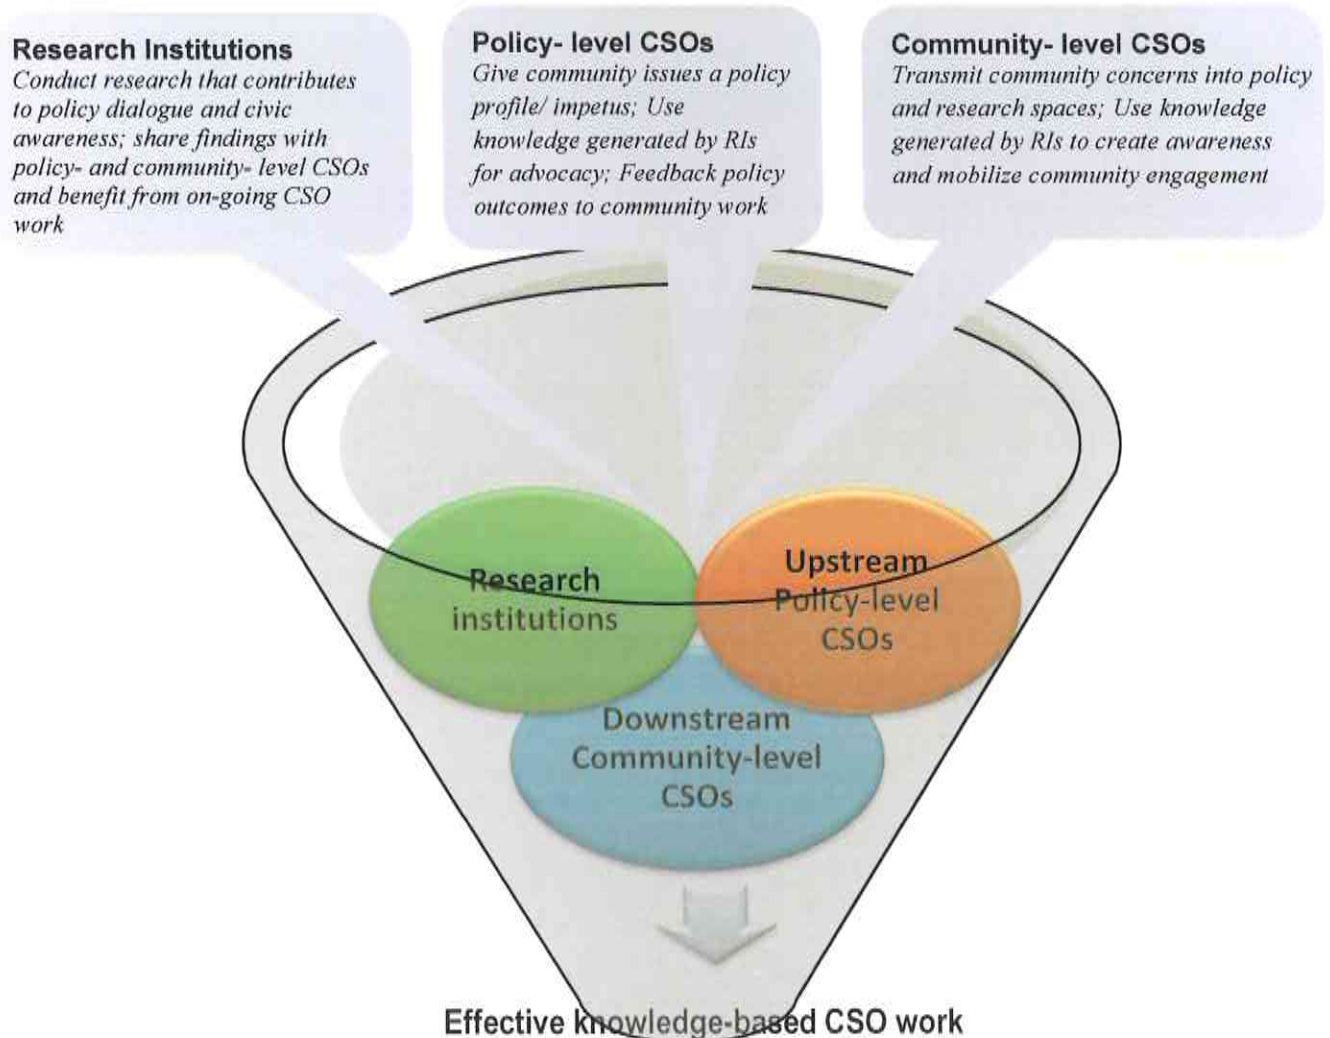 Research Institutions
Conduct research that contributes
to policy dialogue and civic
awareness; share findings with
policy- and community- level CSOs
and benefit from on-going CSO
work
Policy- level CSOs
Give community issues a policy
profile/ impetus; Use
knowledge generated by RIs
for advocacy; Feedback policy
outcomes to community work
Community- level CSOs
Transmit community concerns into policy
and research spaces; Use knowledge
generated by RIs to create awareness
and mobilize community engagement
Research
institutions
Upstream
Policy-level
CSOs
Downstream
Community-level
CSOs
Effective knowledge-based CSO work